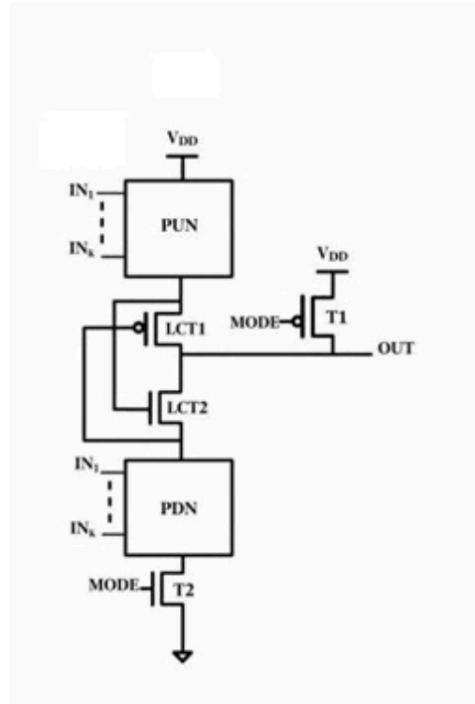 VDD
IN1
PUN
INk
VDD
LCT1
MODE
T1
OUT
LCT2
IN1
PDN
INk
MODE
T2